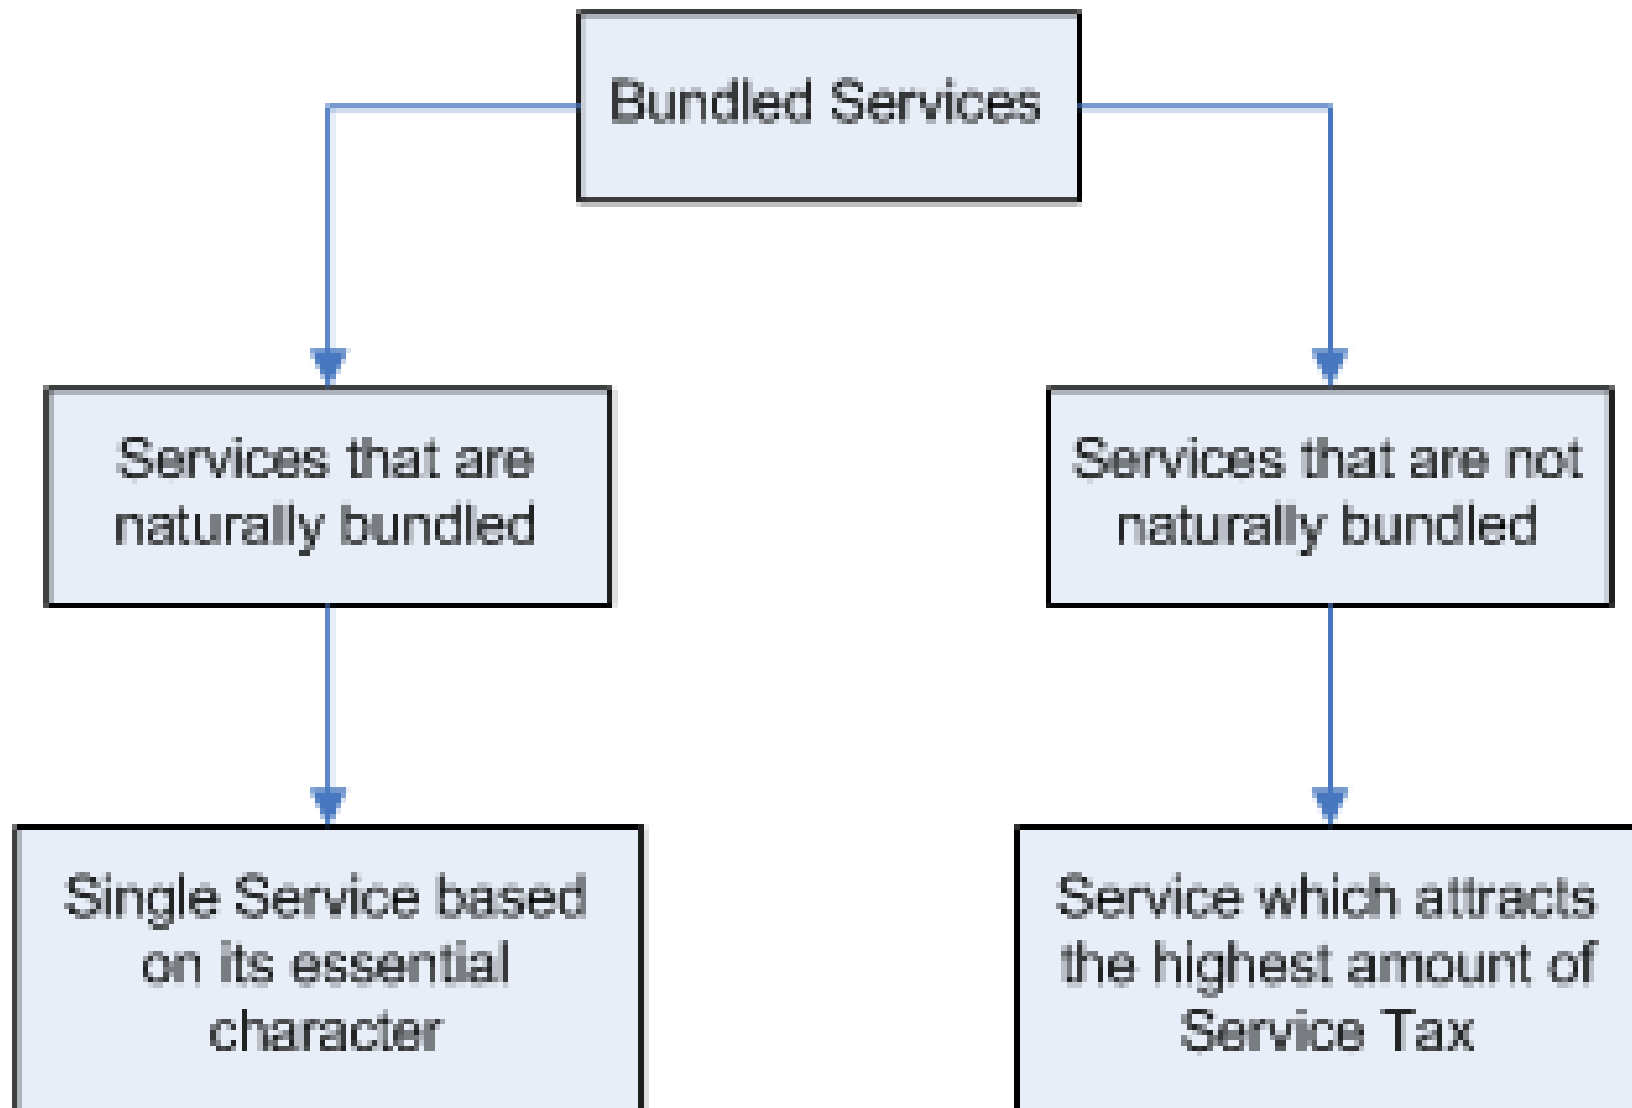 Bundled Services
Services that are
naturally bundled
Services that are not
naturally bundled
Single Service based
on its essential
character
Service which attracts
the highest amount of
Service Tax